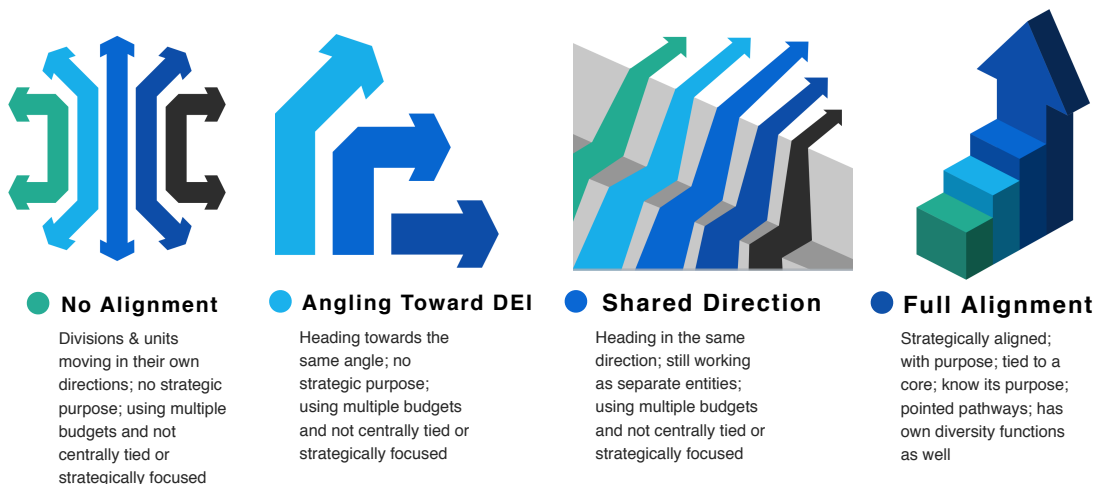 No Alignment
Divisions & units
moving in their own
directions; no strategic
purpose; using multiple
budgets and not
centrally tied or
strategically focused
Angling Toward DEI
Heading towards the
same angle; no
strategic purpose;
using multiple budgets
and not centrally tied or
strategically focused
Shared Direction
Heading in the same
direction; still working
as separate entities;
using multiple budgets
and not centrally tied or
strategically focused
Full Alignment
Strategically aligned;
with purpose; tied to a
core; know its purpose;
pointed pathways; has
own diversity functions
as well